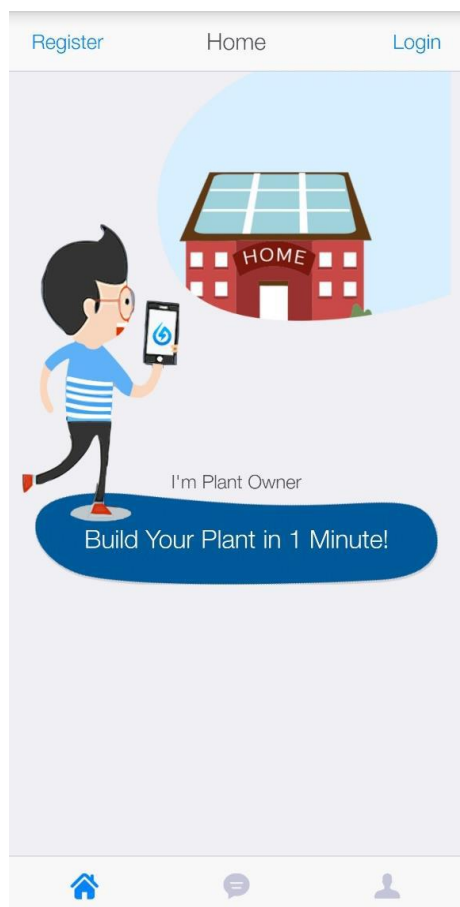 Register
Home
Login
HOME
I'm Plant Owner
Build Your Plant in 1 Minute!